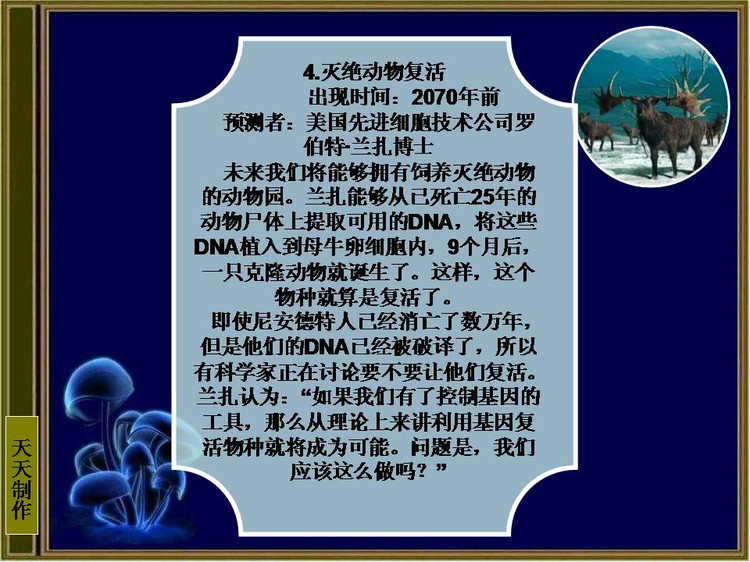 4.灭绝动物复活
出现时间：2070年前
预测者：美国先进细胞技术公司罗
伯特·兰扎博士
未来我们将能够拥有饲养灭绝动物
的动物园。兰扎能够从已死亡25年的
动物尸体上提取可用的DNA，将这些
DNA植入到母牛卵细胞内，9个月后，
一只克隆动物就诞生了。这样，这个
物种就算是复活了。
即使尼安德特人已经消亡了数万年，
但是他们的DNA已经被破译了，所以
有科学家正在讨论要不要让他们复活。
兰扎认为：“如果我们有了控制基因的
工具，那么从理论上来讲利用基因复
活物种就将成为可能。问题是，我们
应该这么做吗？”
天天制作